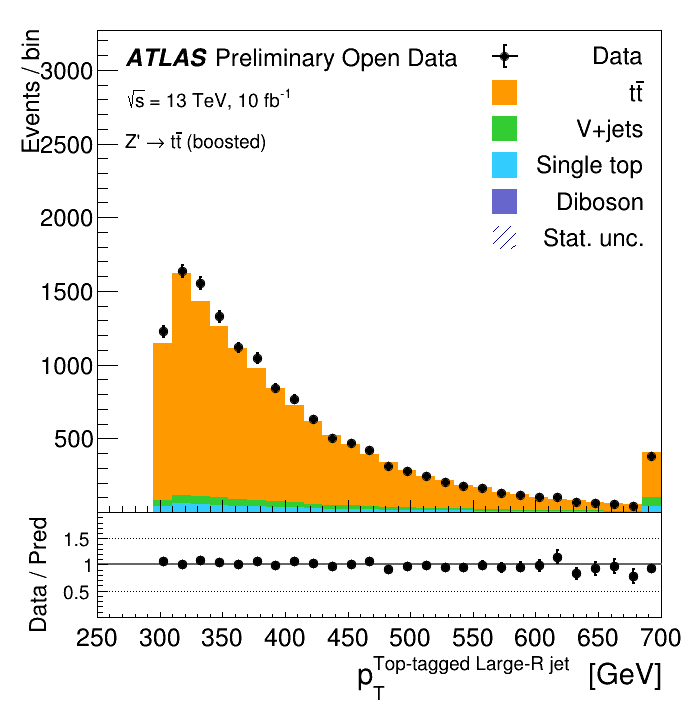 ATLAS Preliminary Open Data
√s = 13 TeV, 10 fb⁻¹
Z' → tt̄ (boosted)
Data
tt̄
V+jets
Single top
Diboson
Stat. unc.
Events / bin
3000
2500
2000
1500
1000
500
Data / Pred
1.5
1
0.5
250 300 350 400 450 500 550 600 650 700
p_T^Top-tagged Large-R jet [GeV]